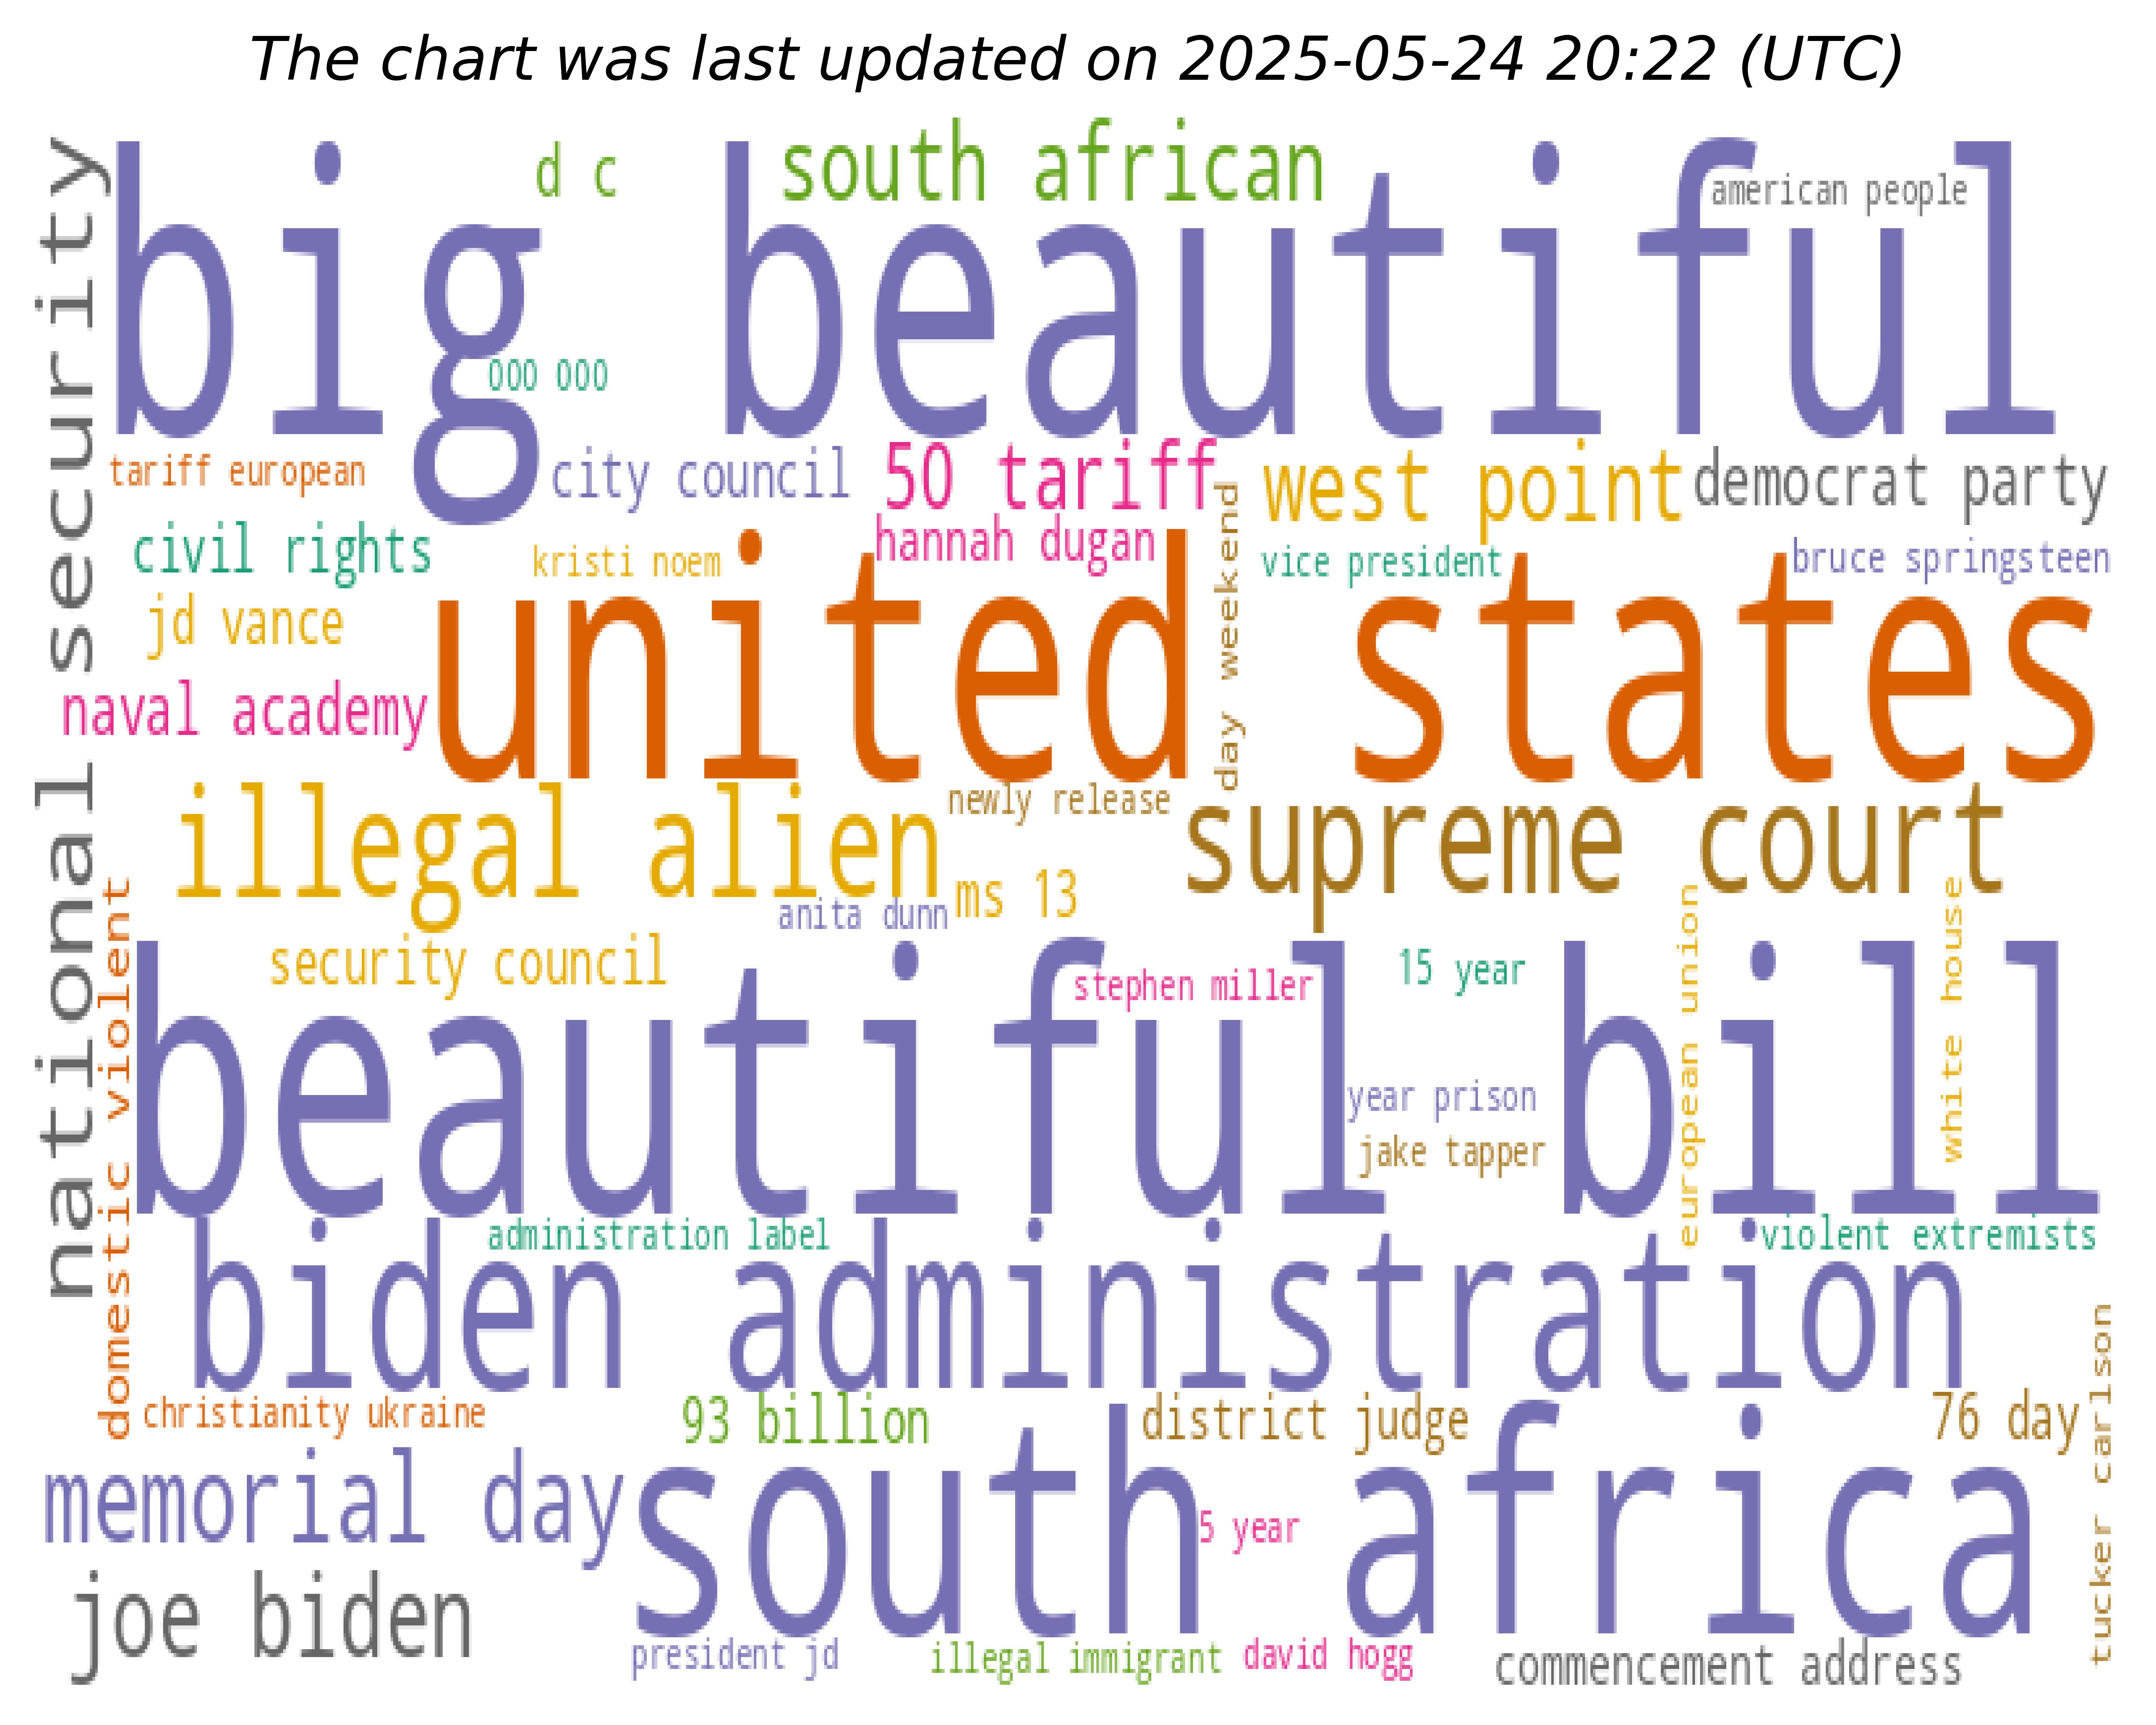 The chart was last updated on 2025-05-24 20:22 (UTC)
national security
big beautiful
d c
south african
american people
000 000
tariff european
city council
50 tariff
west point
democrat party
civil rights
kristi noem
hannah dugan
day weekend
vice president
bruce springsteen
jd vance
united states
naval academy
illegal alien
newly release
supreme court
anita dunn
ms 13
domestic violent
security council
beautiful bill
stephen miller
15 year
european union
white house
year prison
jake tapper
administration label
violent extremists
biden administration
christianity ukraine
93 billion
district judge
76 day
tucker carlson
memorial day
south africa
5 year
joe biden
president jd
illegal immigrant
david hogg
commencement address